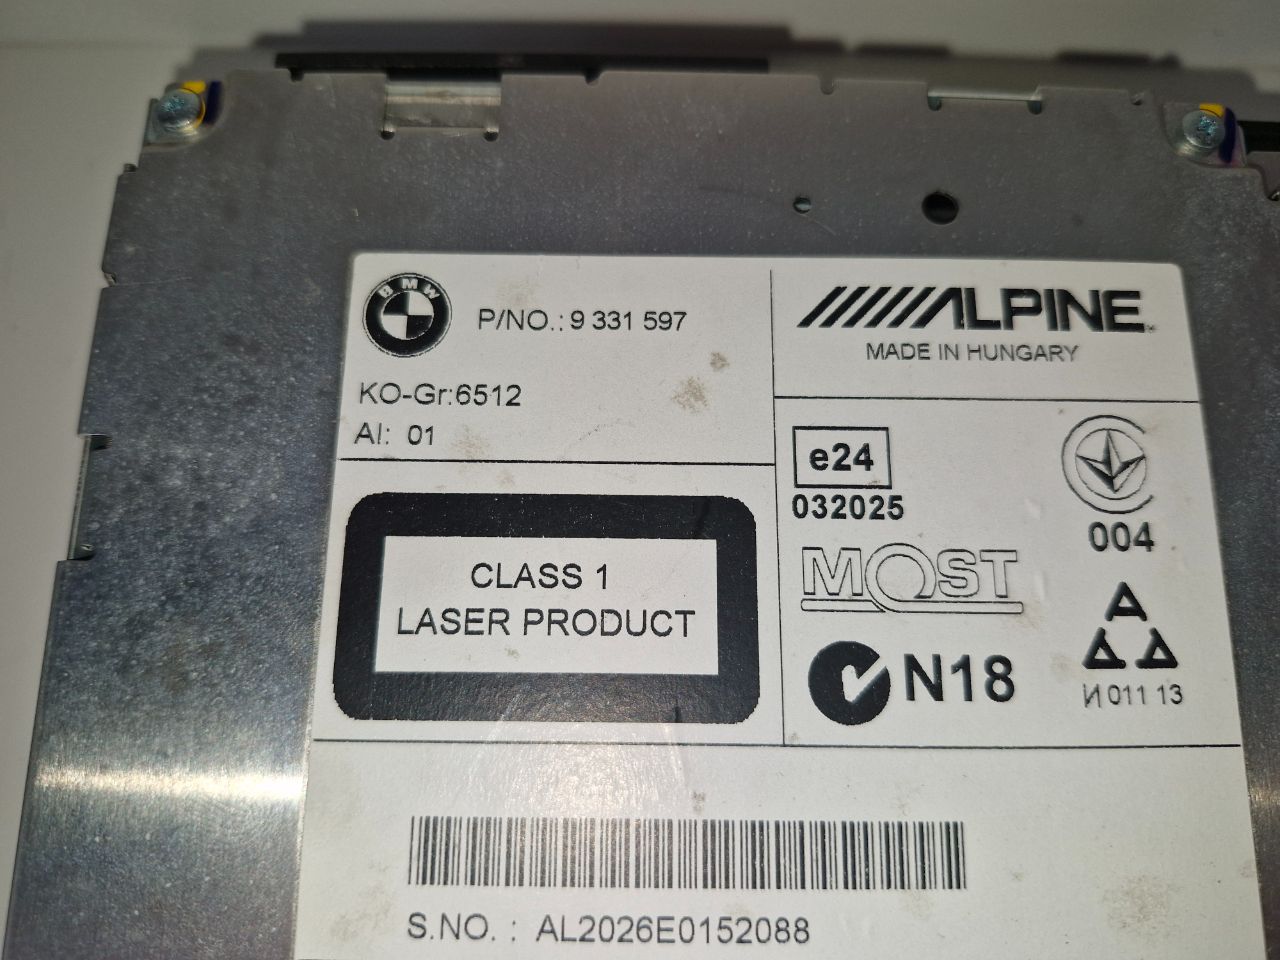 BMW
P/NO.: 9 331 597
KO-Gr:6512
AI: 01
ALPINE
MADE IN HUNGARY
e24
032025
004
MOST
A
N18
И 011 13
CLASS 1
LASER PRODUCT
S.NO. : AL2026E0152088